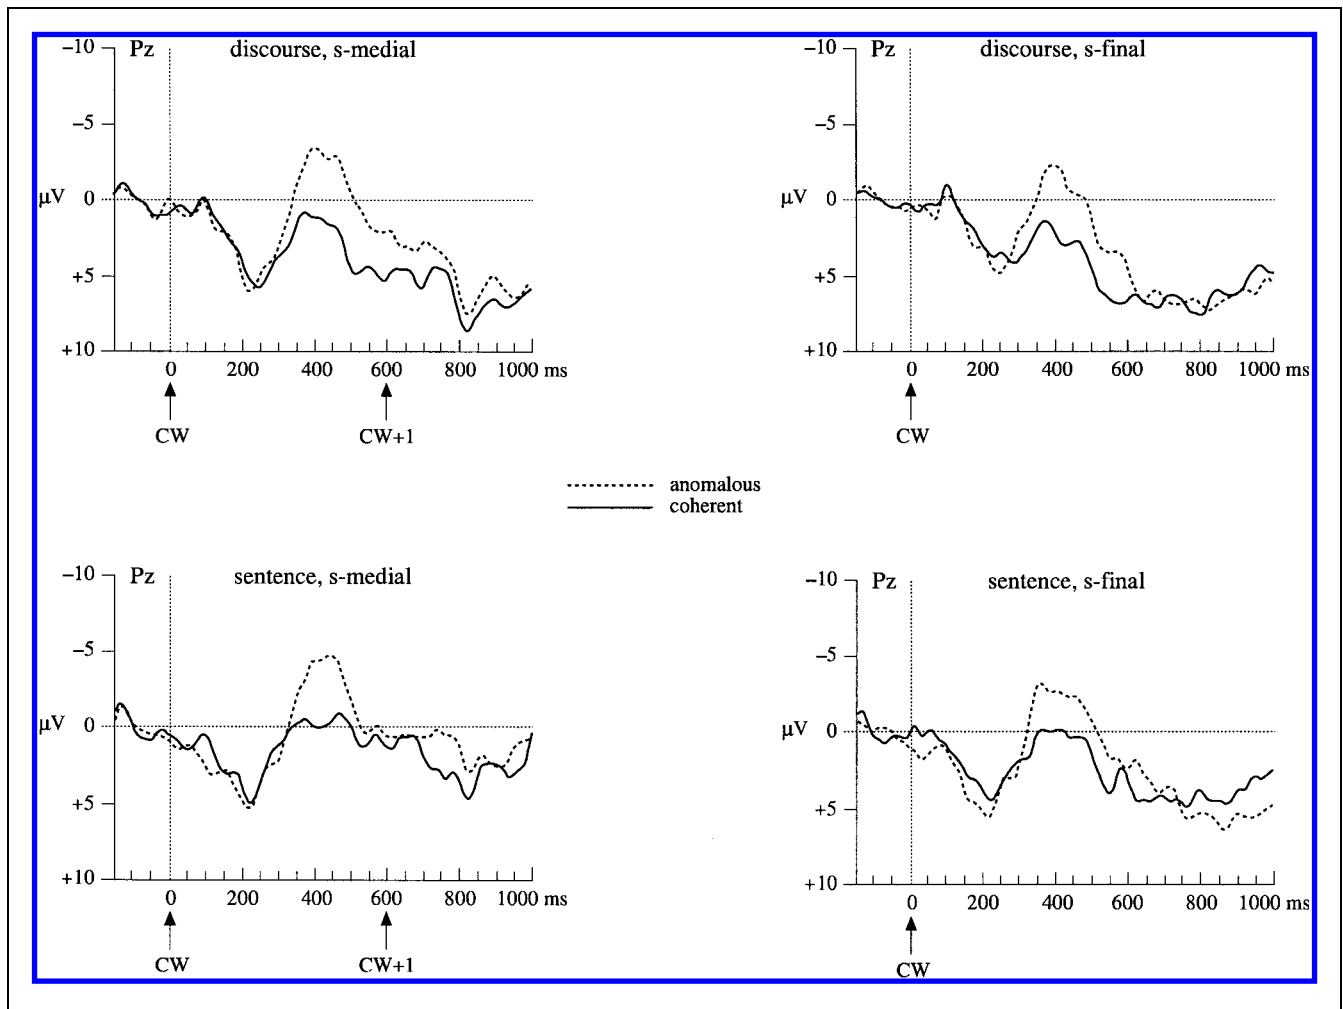 −10 Pz discourse, s-medial
−5
μV 0
+5
+10
0 200 400 600 800 1000 ms
CW CW+1
−10 Pz discourse, s-final
−5
μV 0
+5
+10
0 200 400 600 800 1000 ms
CW
anomalous
coherent
−10 Pz sentence, s-medial
−5
μV 0
+5
+10
0 200 400 600 800 1000 ms
CW CW+1
−10 Pz sentence, s-final
−5
μV 0
+5
+10
0 200 400 600 800 1000 ms
CW